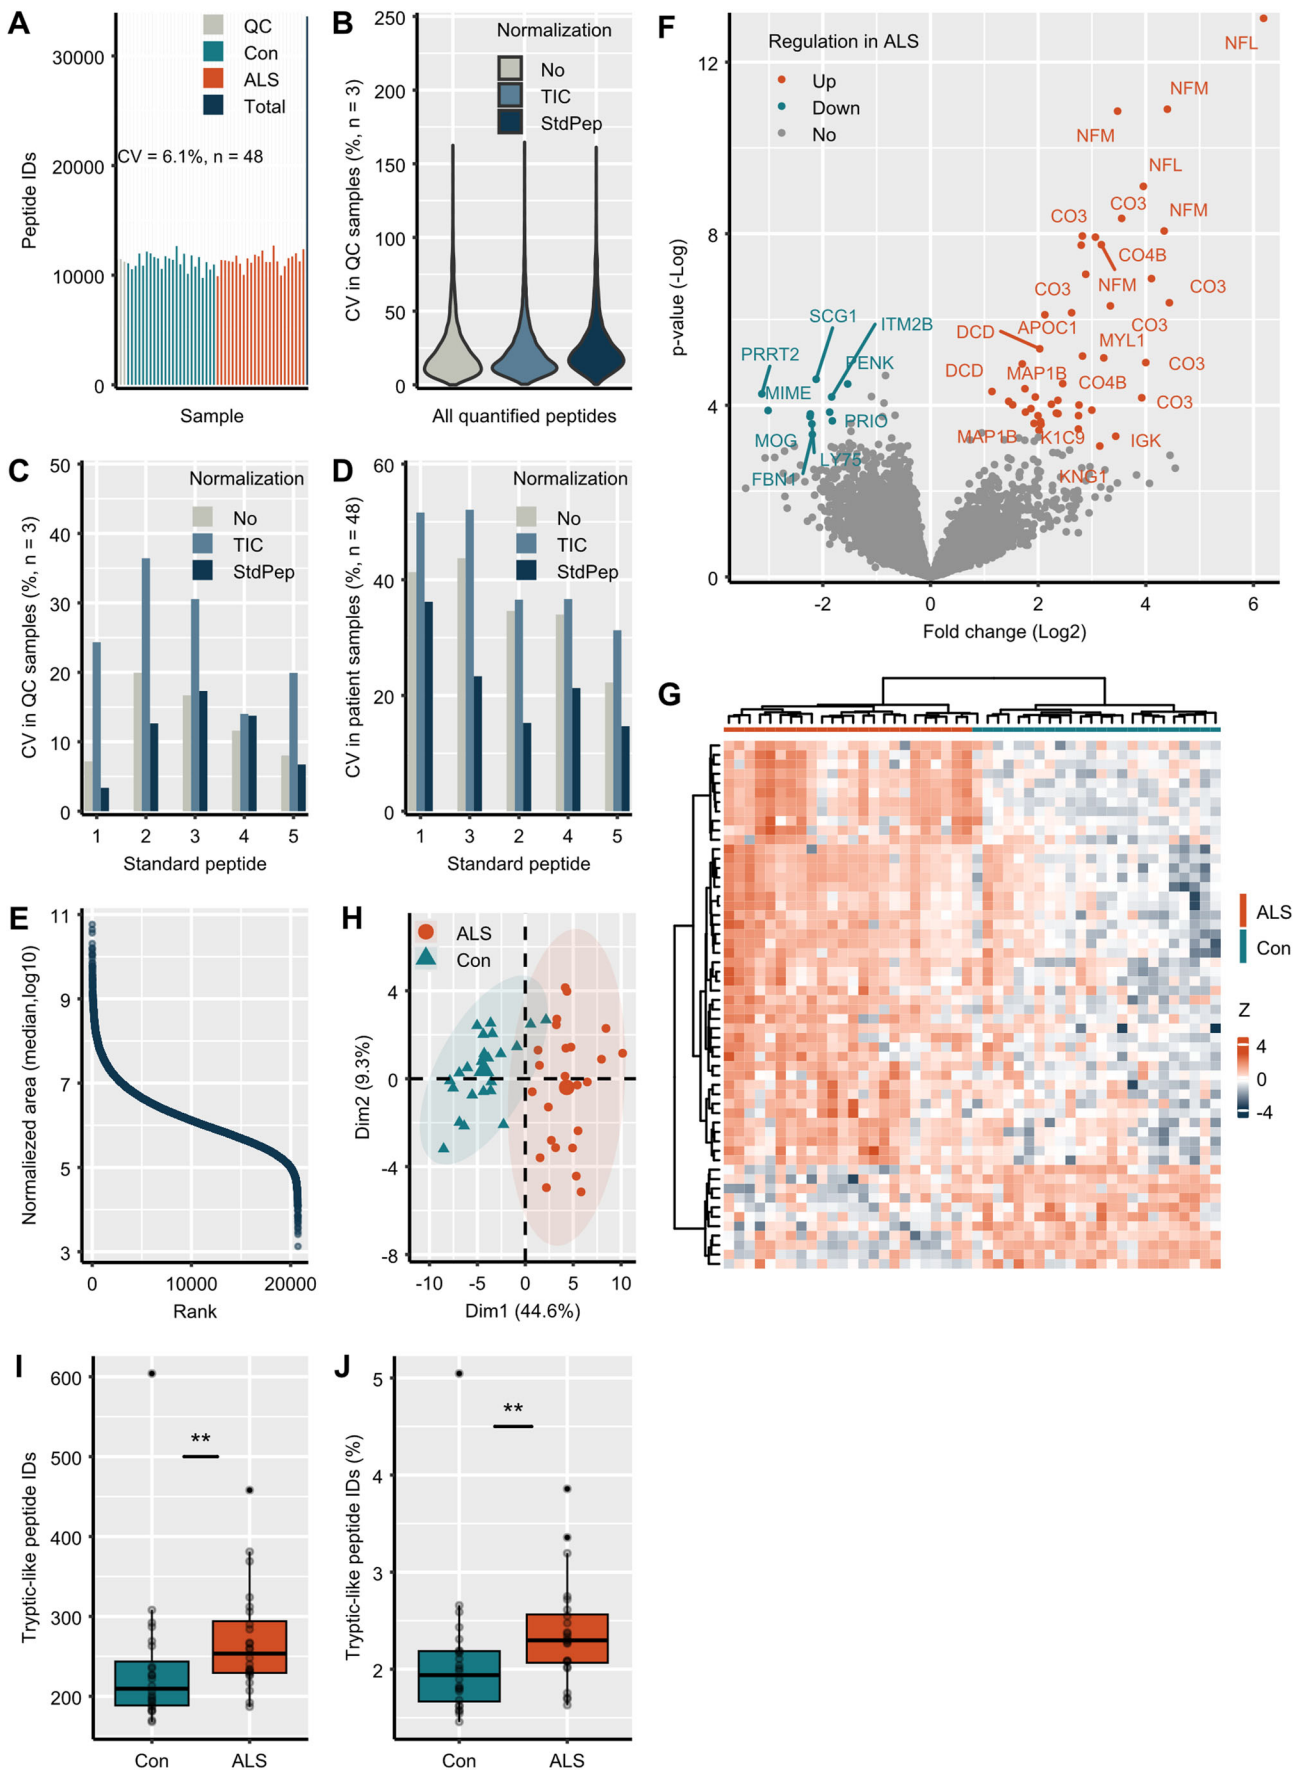 A
QC
Con
ALS
Total
CV = 6.1%, n = 48
30000
20000
10000
0
Peptide IDs
Sample
B
Normalization
No
TIC
StdPep
250
200
150
100
50
0
CV in QC samples (%, n = 3)
All quantified peptides
C
Normalization
No
TIC
StdPep
50
40
30
20
10
0
CV in QC samples (%, n = 3)
1 2 3 4 5
Standard peptide
D
Normalization
No
TIC
StdPep
60
40
20
0
CV in patient samples (%, n = 48)
1 3 2 4 5
Standard peptide
E
11
9
7
5
3
Normaliezed area (median,log10)
0 10000 20000
Rank
F
Regulation in ALS
Up
Down
No
NFL
NFM
NFM
NFL
CO3
CO3
NFM
CO4B
NFM
CO3
CO3
CO3
APOC1
DCD
MYL1
DCD
MAP1B
CO4B
CO3
CO3
MAP1B
K1C9
IGK
KNG1
SCG1
ITM2B
PRRT2
PENK
MIME
PRIO
MOG
LY75
FBN1
12
8
4
0
p-value (-Log)
-2 0 2 4 6
Fold change (Log2)
G
ALS
Con
Z
4
0
-4
H
ALS
Con
4
0
-4
-8
Dim2 (9.3%)
-10 -5 0 5 10
Dim1 (44.6%)
I
600
500
400
300
200
**
Tryptic-like peptide IDs
Con ALS
J
5
4
3
2
**
Tryptic-like peptide IDs (%)
Con ALS